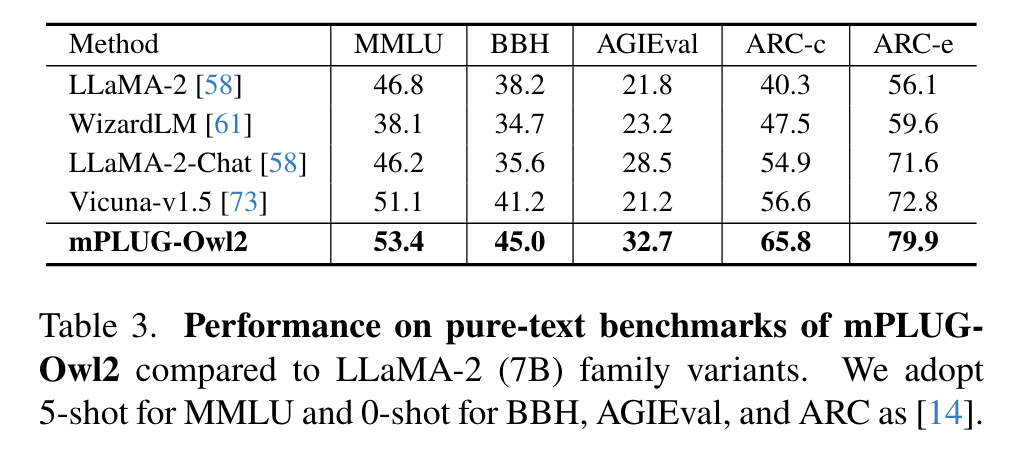 Method MMLU BBH AGIEval ARC-c ARC-e
LLaMA-2 [58] 46.8 38.2 21.8 40.3 56.1
WizardLM [61] 38.1 34.7 23.2 47.5 59.6
LLaMA-2-Chat [58] 46.2 35.6 28.5 54.9 71.6
Vicuna-v1.5 [73] 51.1 41.2 21.2 56.6 72.8
mPLUG-Owl2 53.4 45.0 32.7 65.8 79.9
Table 3. Performance on pure-text benchmarks of mPLUG-
Owl2 compared to LLaMA-2 (7B) family variants. We adopt
5-shot for MMLU and 0-shot for BBH, AGIEval, and ARC as [14].